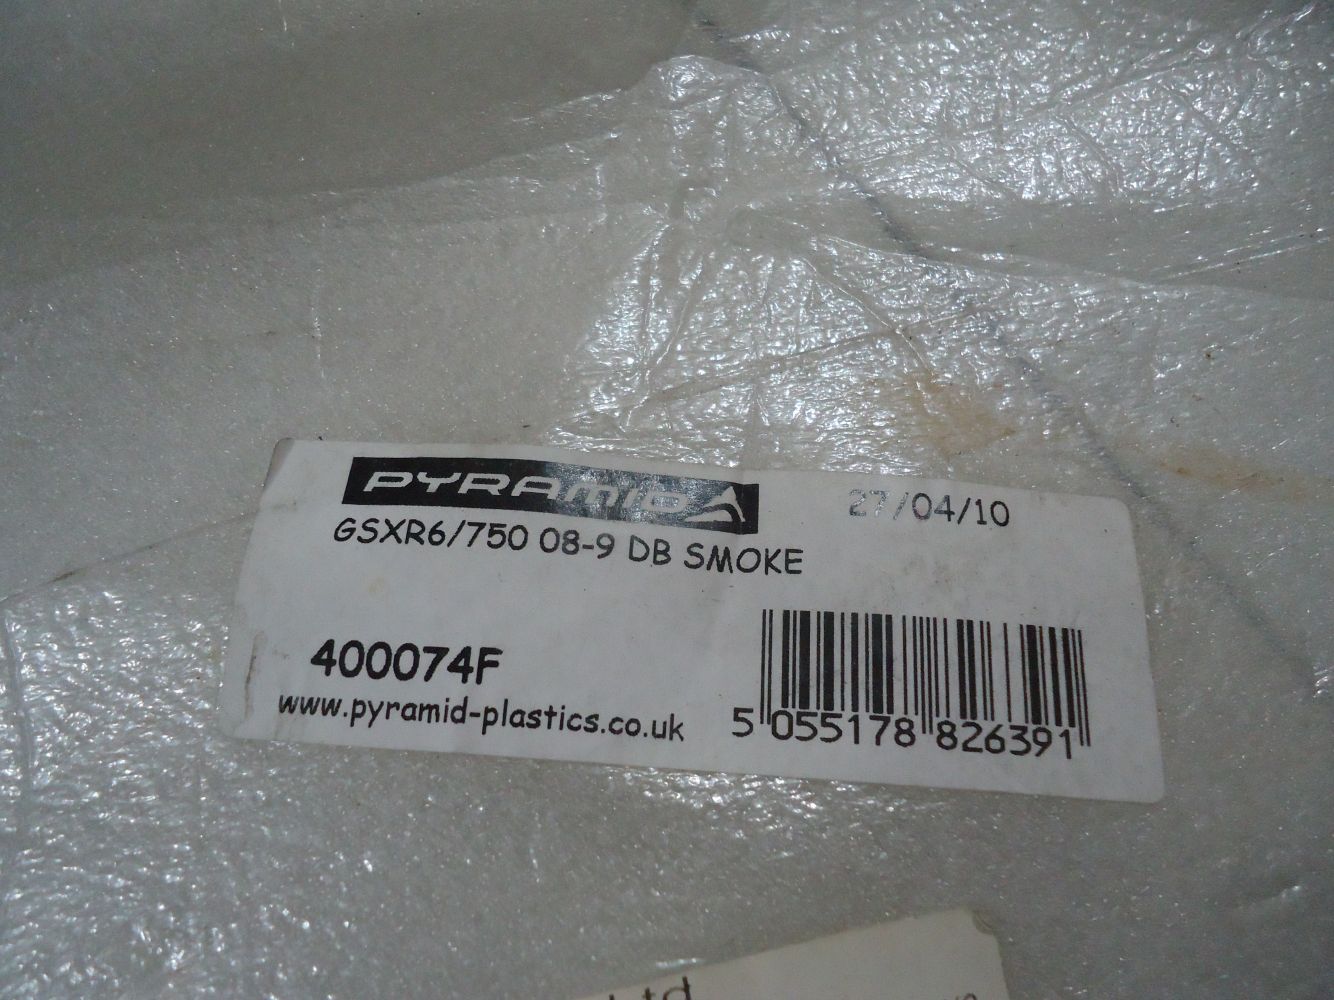 PYRAMID
27/04/10
GSXR6/750 08-9 DB SMOKE
400074F
www.pyramid-plastics.co.uk
5 055178 826391
Ltd